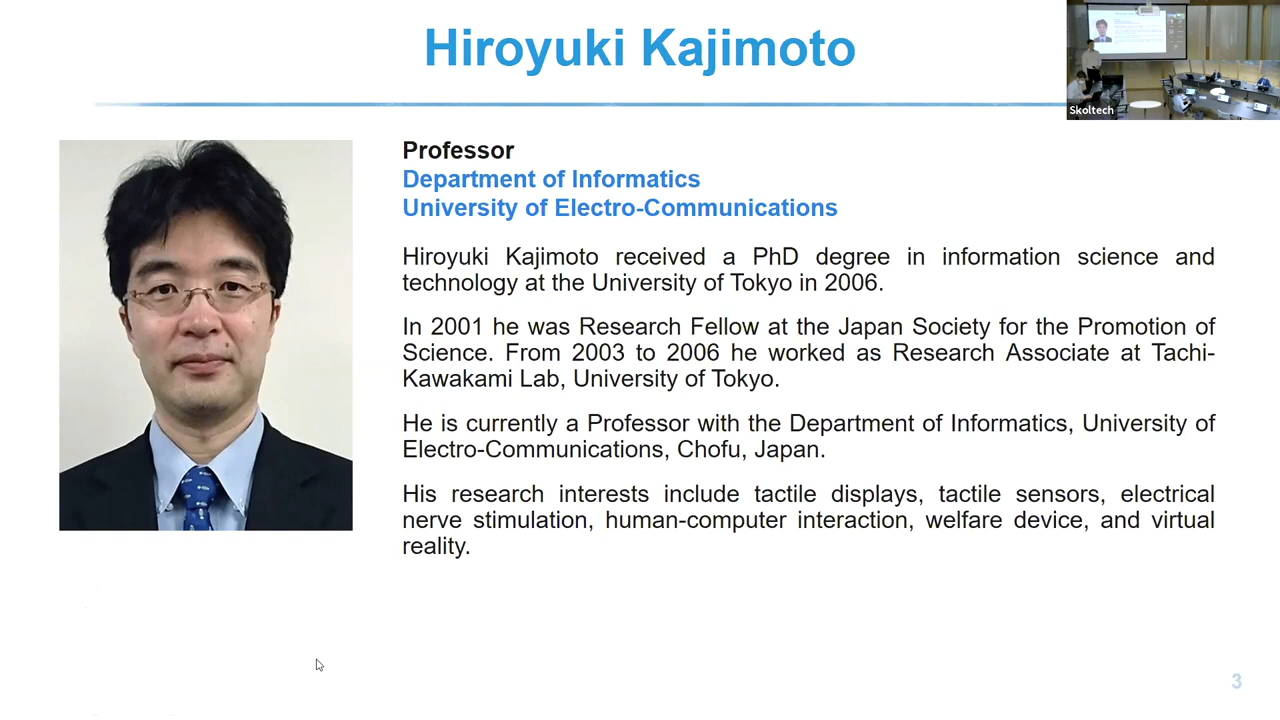 Hiroyuki Kajimoto
Skoltech
Professor
Department of Informatics
University of Electro-Communications
Hiroyuki Kajimoto received a PhD degree in information science and
technology at the University of Tokyo in 2006.
In 2001 he was Research Fellow at the Japan Society for the Promotion of
Science. From 2003 to 2006 he worked as Research Associate at Tachi-
Kawakami Lab, University of Tokyo.
He is currently a Professor with the Department of Informatics, University of
Electro-Communications, Chofu, Japan.
His research interests include tactile displays, tactile sensors, electrical
nerve stimulation, human-computer interaction, welfare device, and virtual
reality.
3